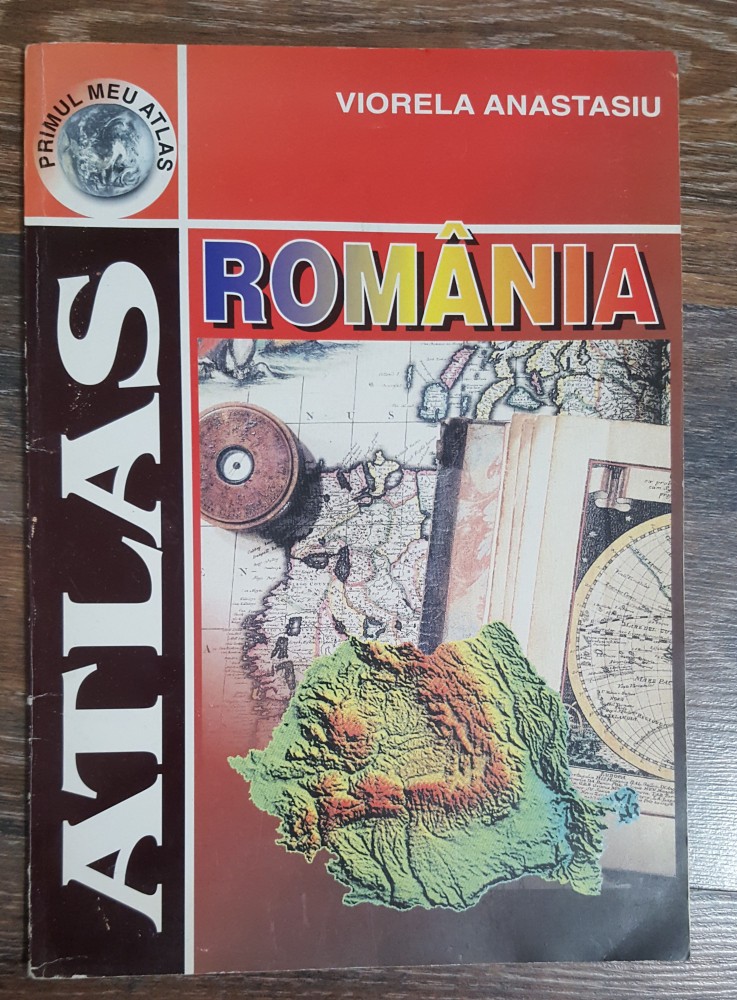 PRIMUL MEU ATLAS
VIORELA ANASTASIU
ROMÂNIA
ATLAS